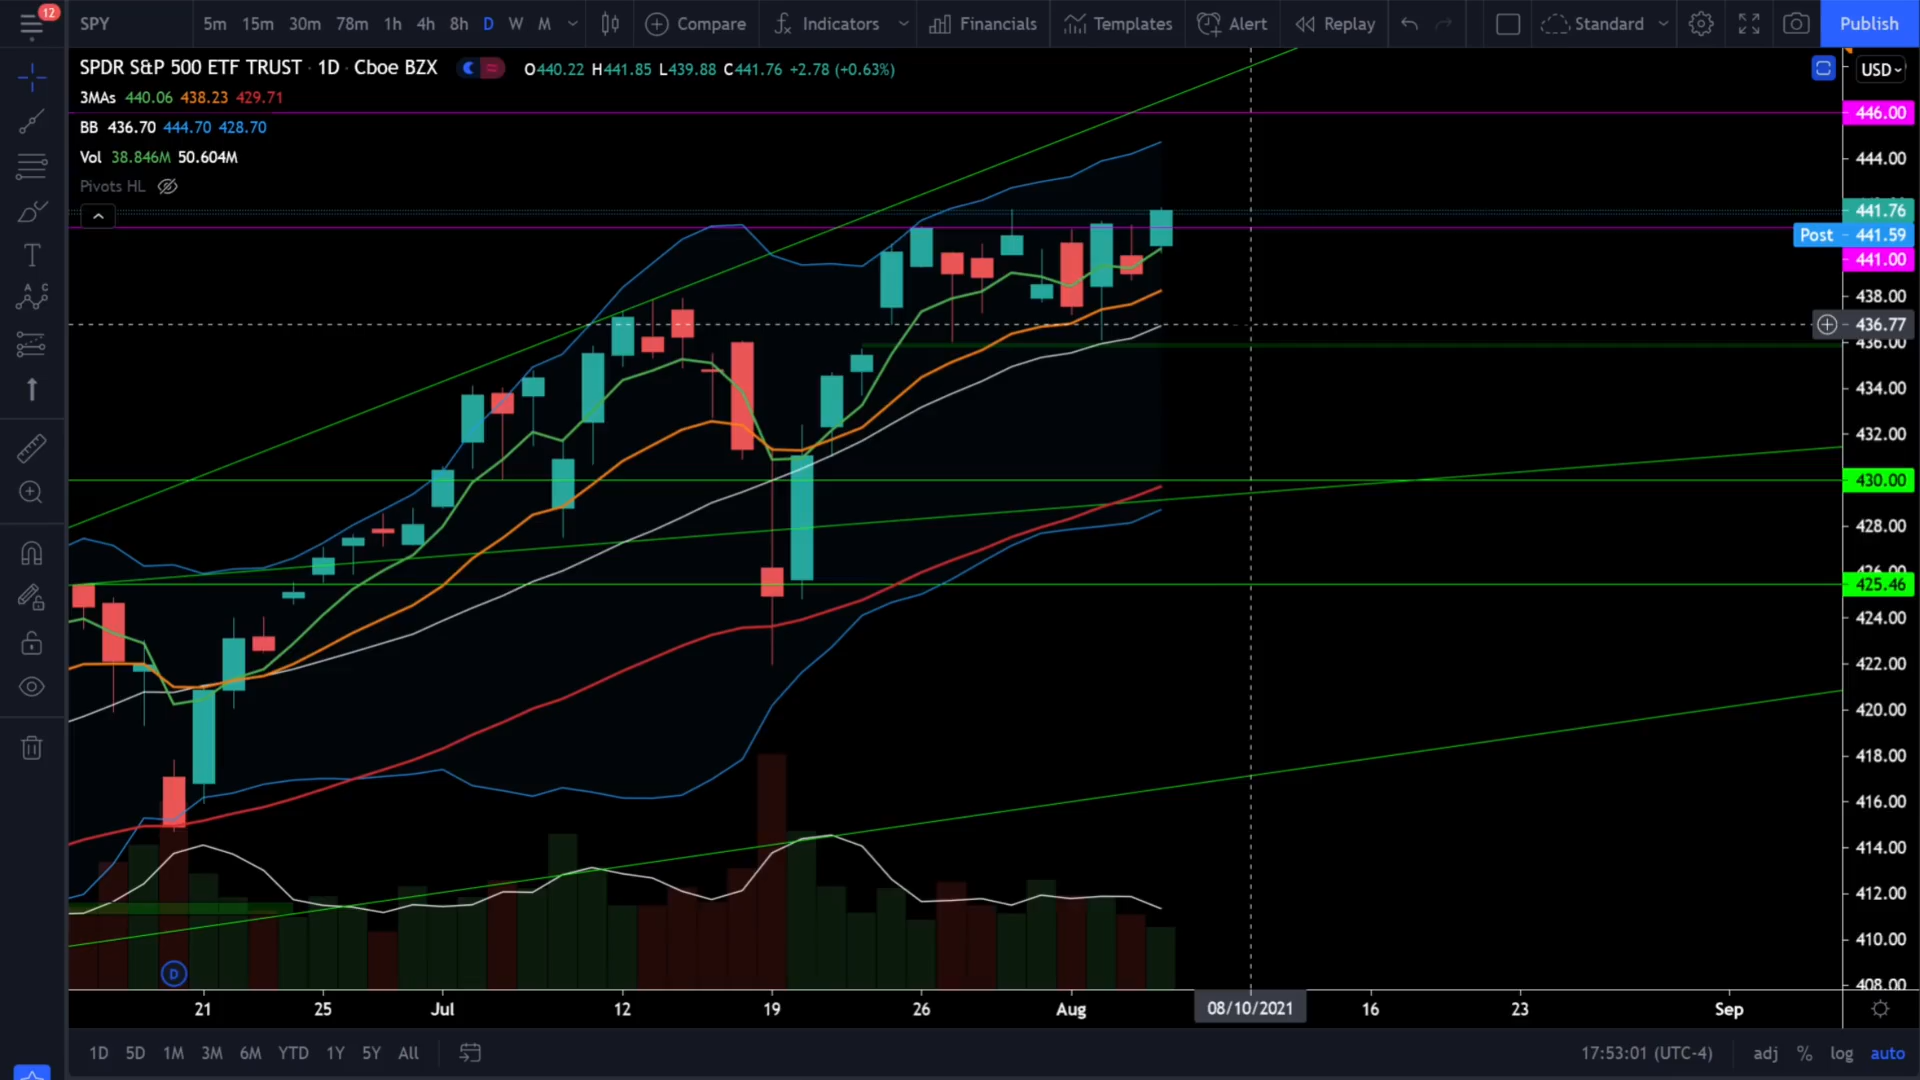 12
SPY 5m 15m 30m 78m 1h 4h 8h D W M Compare Indicators Financials Templates Alert Replay Standard Publish
SPDR S&P 500 ETF TRUST · 1D · Cboe BZX O440.22 H441.85 L439.88 C441.76 +2.78 (+0.63%) USD
3MAs 440.06 438.23 429.71
BB 436.70 444.70 428.70
Vol 38.846M 50.604M
Pivots HL
446.00
444.00
441.76
Post 441.59
441.00
438.00
436.77
436.00
434.00
432.00
430.00
428.00
426.00
425.46
424.00
422.00
420.00
418.00
416.00
414.00
412.00
410.00
408.00
D
21 25 Jul 12 19 26 Aug 08/10/2021 16 23 Sep
1D 5D 1M 3M 6M YTD 1Y 5Y All 17:53:01 (UTC-4) adj % log auto